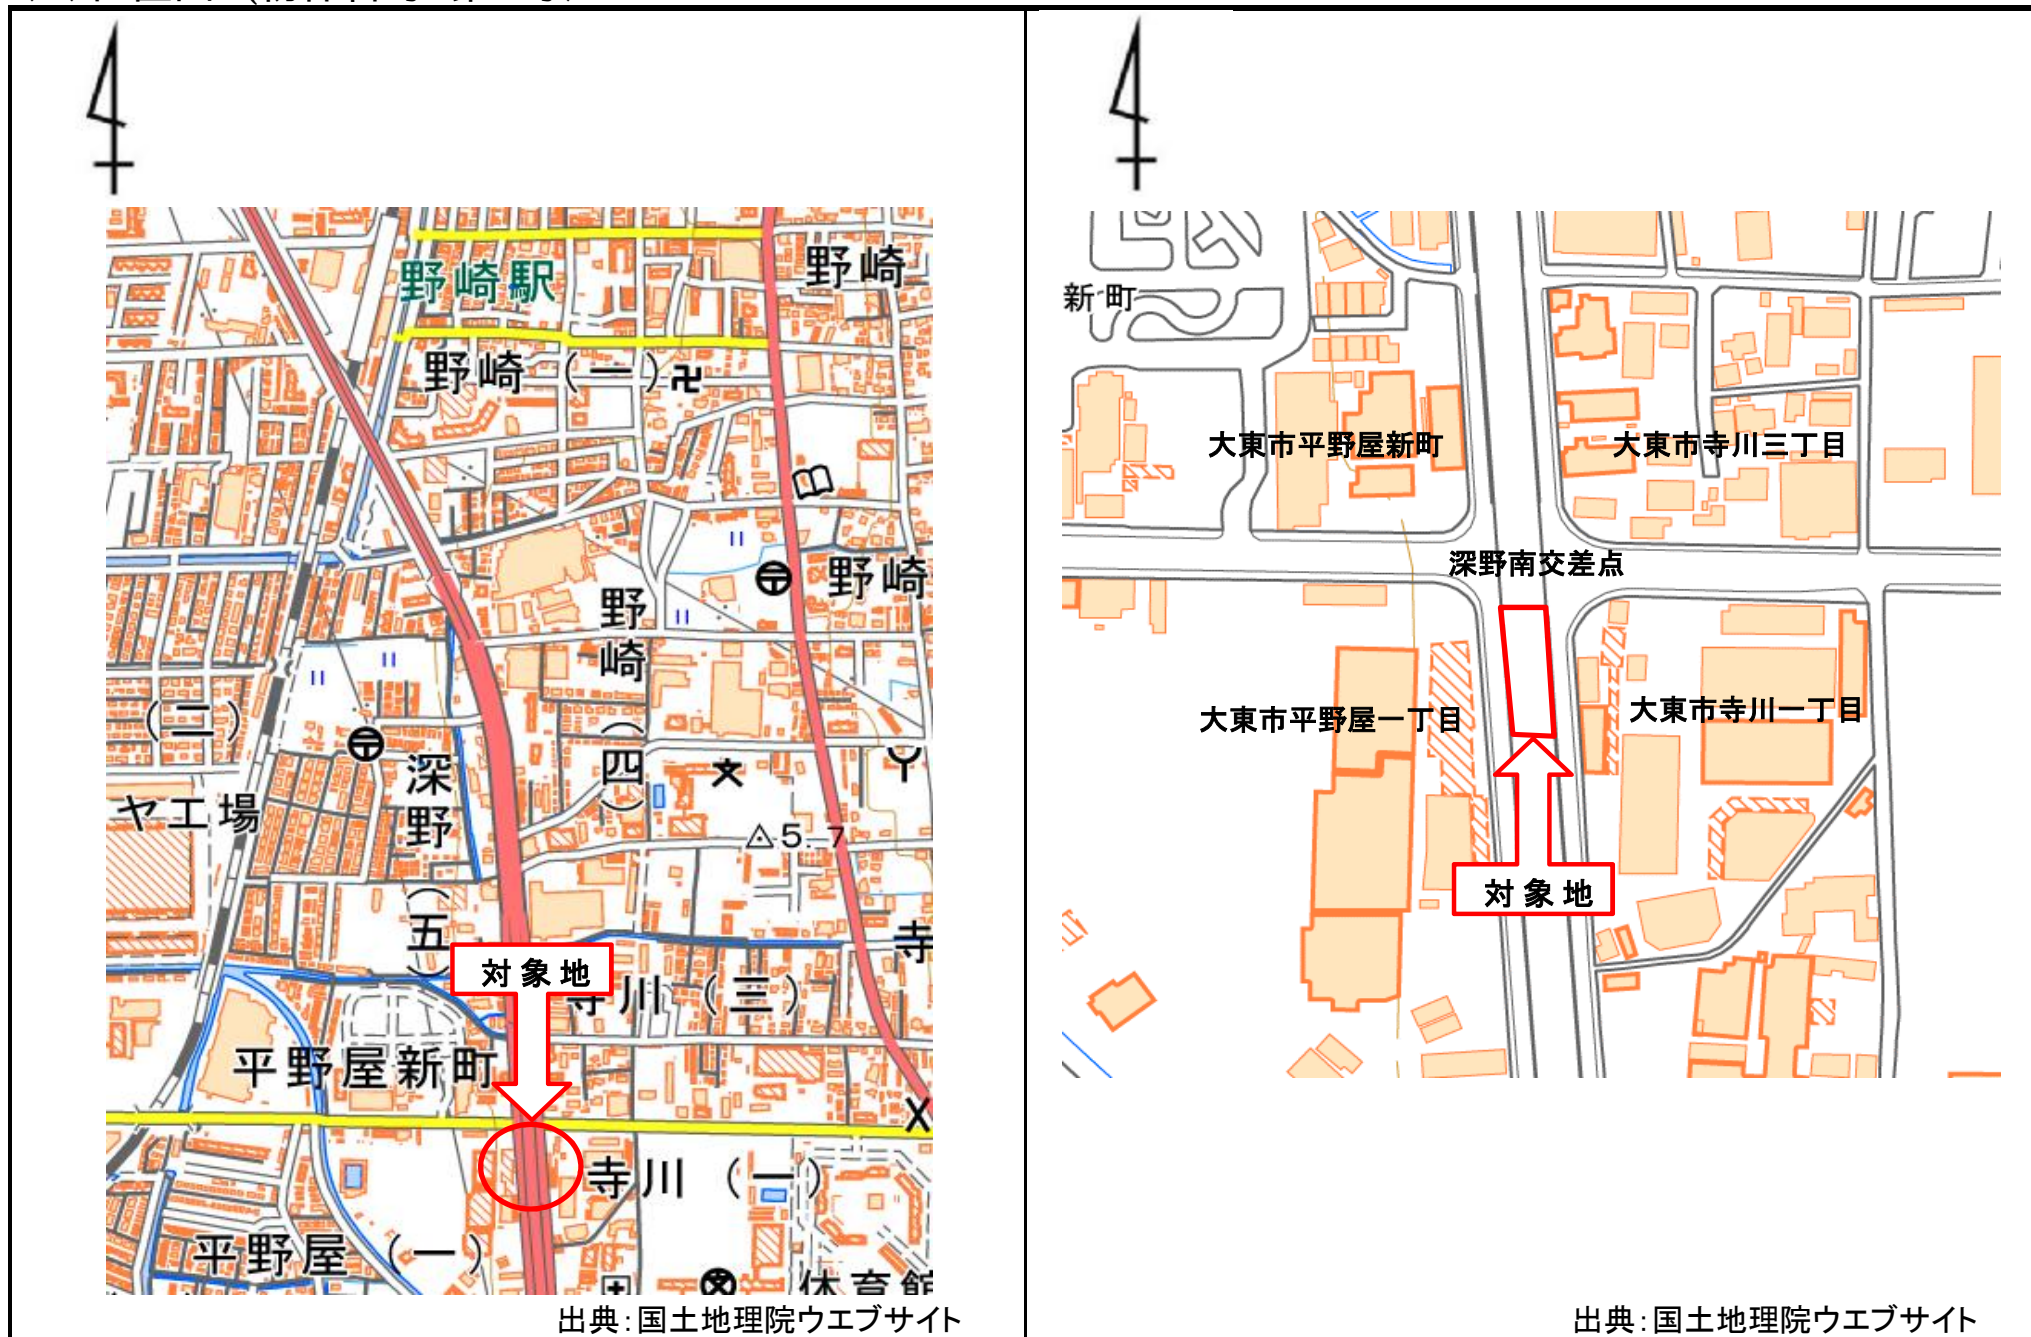 野崎駅
野崎
野崎 (一)
野崎
野崎(四)
(二)
深野(五)
ヤ工場
5.7
寺
対象地
寺川 (三)
平野屋新町
寺川 (一)
平野屋 (一)
体育館
出典：国土地理院ウエブサイト
新町
大東市平野屋新町
大東市寺川三丁目
深野南交差点
大東市平野屋一丁目
大東市寺川一丁目
対象地
出典：国土地理院ウエブサイト